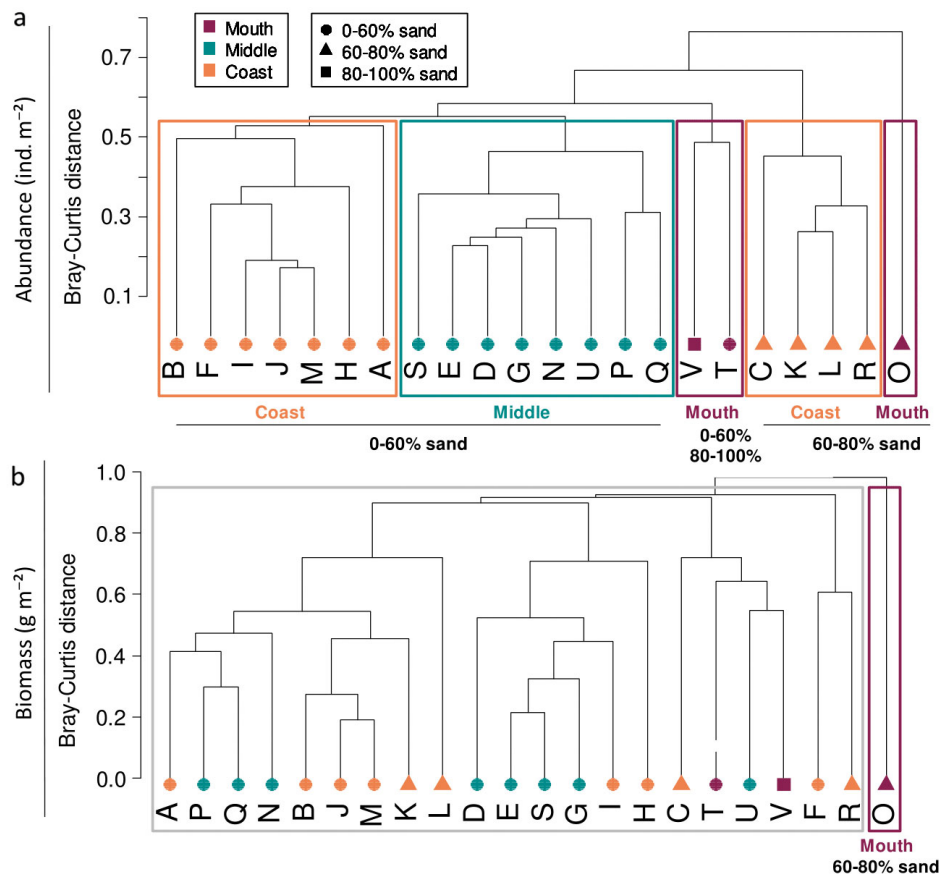 a
Mouth
Middle
Coast
0-60% sand
60-80% sand
80-100% sand
Abundance (ind. m⁻²)
Bray-Curtis distance
0.7
0.5
0.3
0.1
B F I J M H A S E D G N U P Q V T C K L R O
Coast Middle Mouth Coast Mouth
0-60% sand 0-60% 60-80% sand
80-100%
b
Biomass (g m⁻²)
Bray-Curtis distance
1.0
0.8
0.6
0.4
0.2
0.0
A P Q N B J M K L D E S G I H C T U V F R O
Mouth
60-80% sand